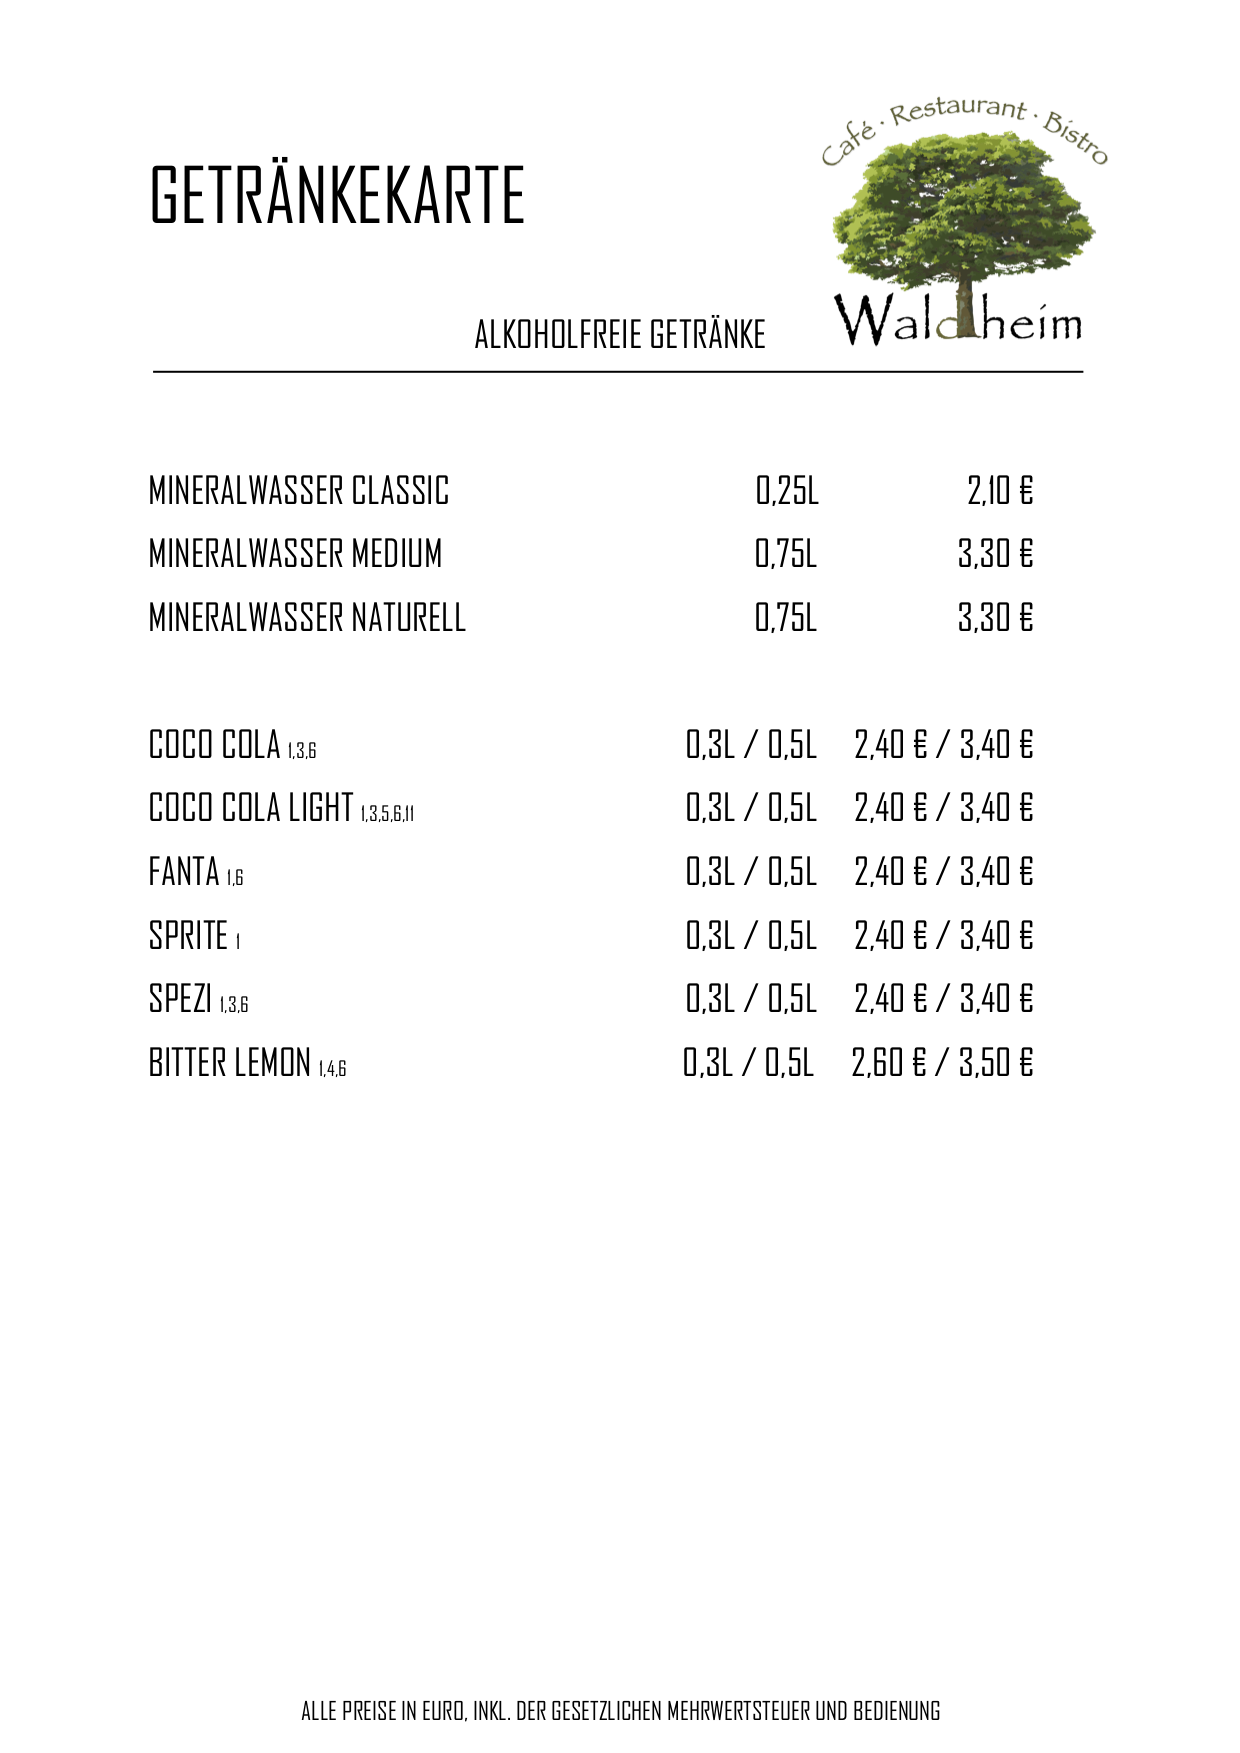 Café · Restaurant · Bistro
GETRÄNKEKARTE
Waldheim
ALKOHOLFREIE GETRÄNKE
MINERALWASSER CLASSIC 0,25L 2,10 €
MINERALWASSER MEDIUM 0,75L 3,30 €
MINERALWASSER NATURELL 0,75L 3,30 €
COCO COLA 1,3,6 0,3L / 0,5L 2,40 € / 3,40 €
COCO COLA LIGHT 1,3,5,6,11 0,3L / 0,5L 2,40 € / 3,40 €
FANTA 1,6 0,3L / 0,5L 2,40 € / 3,40 €
SPRITE 1 0,3L / 0,5L 2,40 € / 3,40 €
SPEZI 1,3,6 0,3L / 0,5L 2,40 € / 3,40 €
BITTER LEMON 1,4,6 0,3L / 0,5L 2,60 € / 3,50 €
ALLE PREISE IN EURO, INKL. DER GESETZLICHEN MEHRWERTSTEUER UND BEDIENUNG